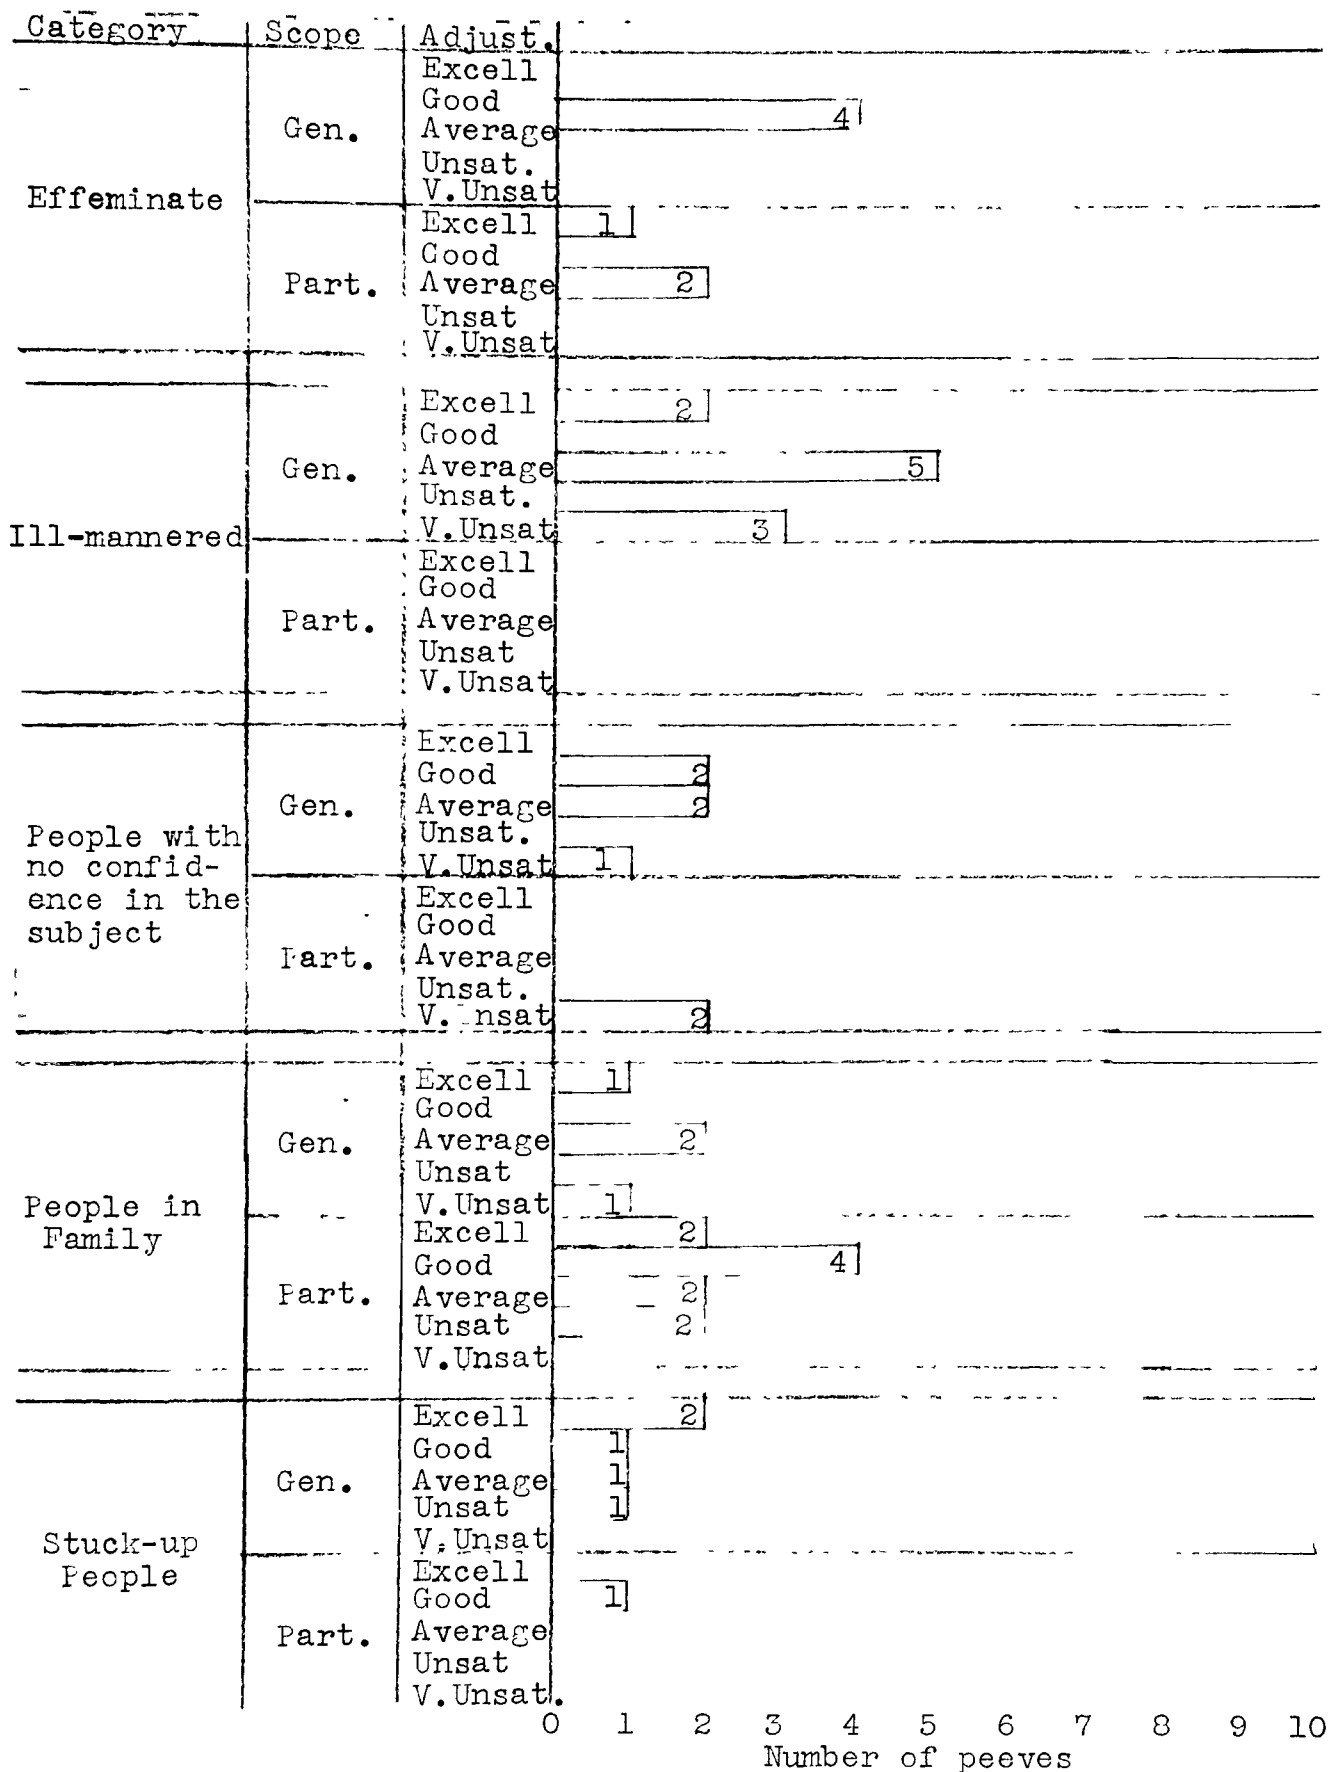 Category Scope Adjust.
Excell
Good
Gen. Average 4
Unsat.
V.Unsat
Effeminate
Excell 1
Good
Part. Average 2
Unsat
V.Unsat
Excell 2
Good
Gen. Average 5
Unsat.
V.Unsat 3
Ill-mannered
Excell
Good
Part. Average
Unsat
V.Unsat
Excell
Good 2
Gen. Average 2
Unsat.
V.Unsat 1
People with
no confid-
ence in the
subject
Excell
Good
Part. Average
Unsat.
V. nsat 2
Excell 1
Good
Gen. Average 2
Unsat
V.Unsat 1
People in
Family
Excell 2
Good 4
Part. Average 2
Unsat 2
V.Unsat
Excell 2
Good 1
Gen. Average 1
Unsat 1
V.Unsat
Stuck-up
People
Excell
Good 1
Part. Average
Unsat
V.Unsat.
0 1 2 3 4 5 6 7 8 9 10
Number of peeves